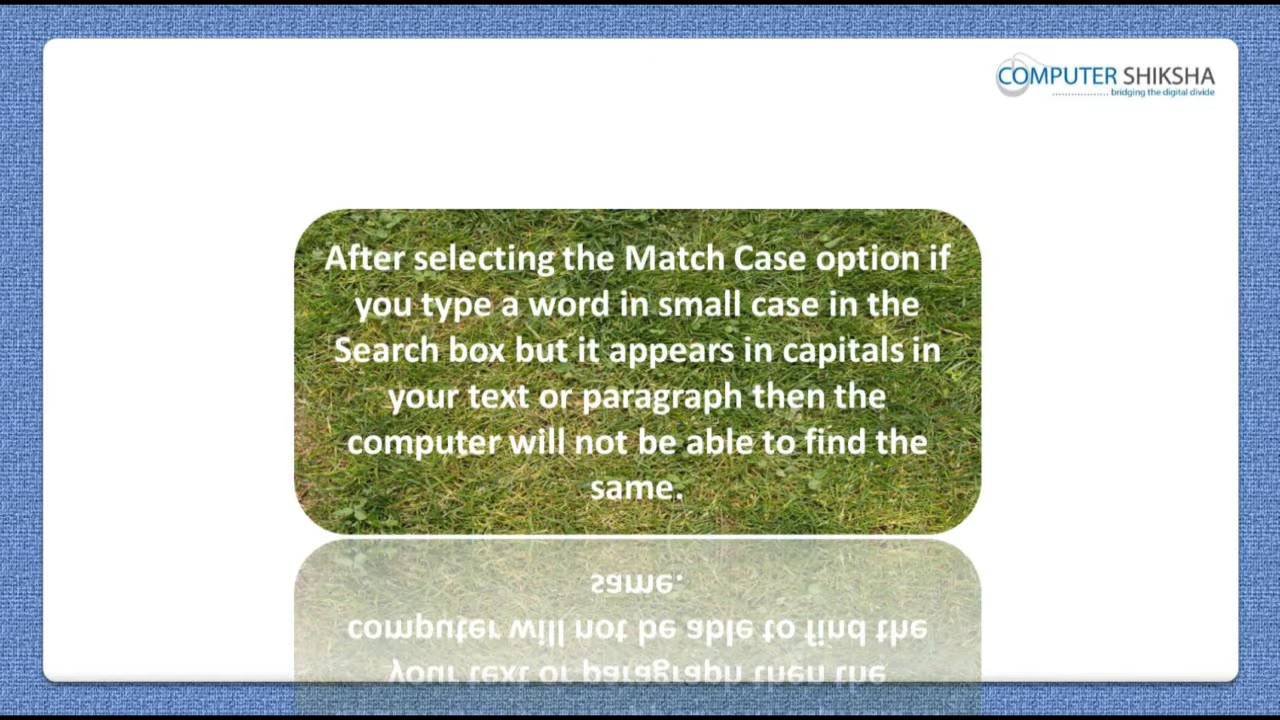 COMPUTER SHIKSHA
.................. bridging the digital divide
After selecting the Match Case option if
you type a word in small case in the
Search box but it appears in capitals in
your text or paragraph then the
computer will not be able to find the
same.